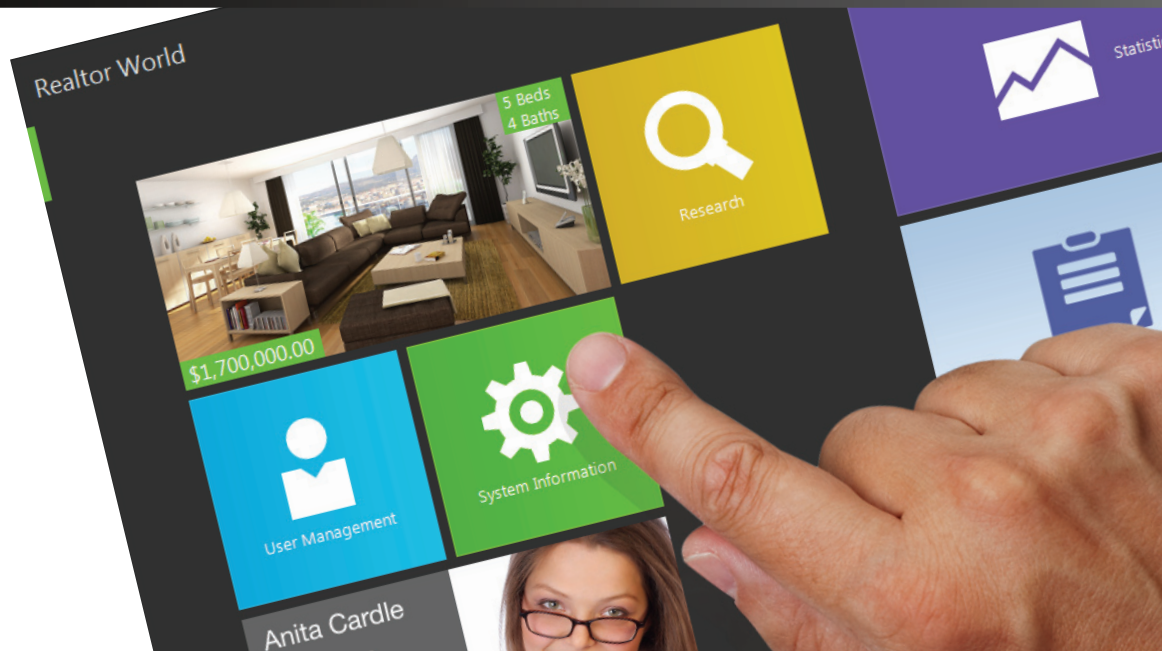 Realtor World
5 Beds
4 Baths
$1,700,000.00
Research
User Management
System Information
Anita Cardle